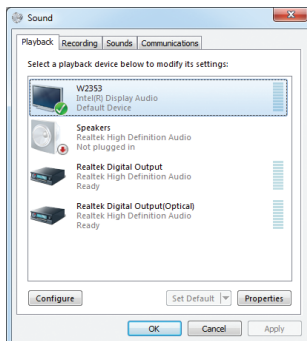 Sound
Playback Recording Sounds Communications
Select a playback device below to modify its settings:
W2353
Intel(R) Display Audio
Default Device
Speakers
Realtek High Definition Audio
Not plugged in
Realtek Digital Output
Realtek High Definition Audio
Ready
Realtek Digital Output(Optical)
Realtek High Definition Audio
Ready
Configure Set Default Properties
OK Cancel Apply